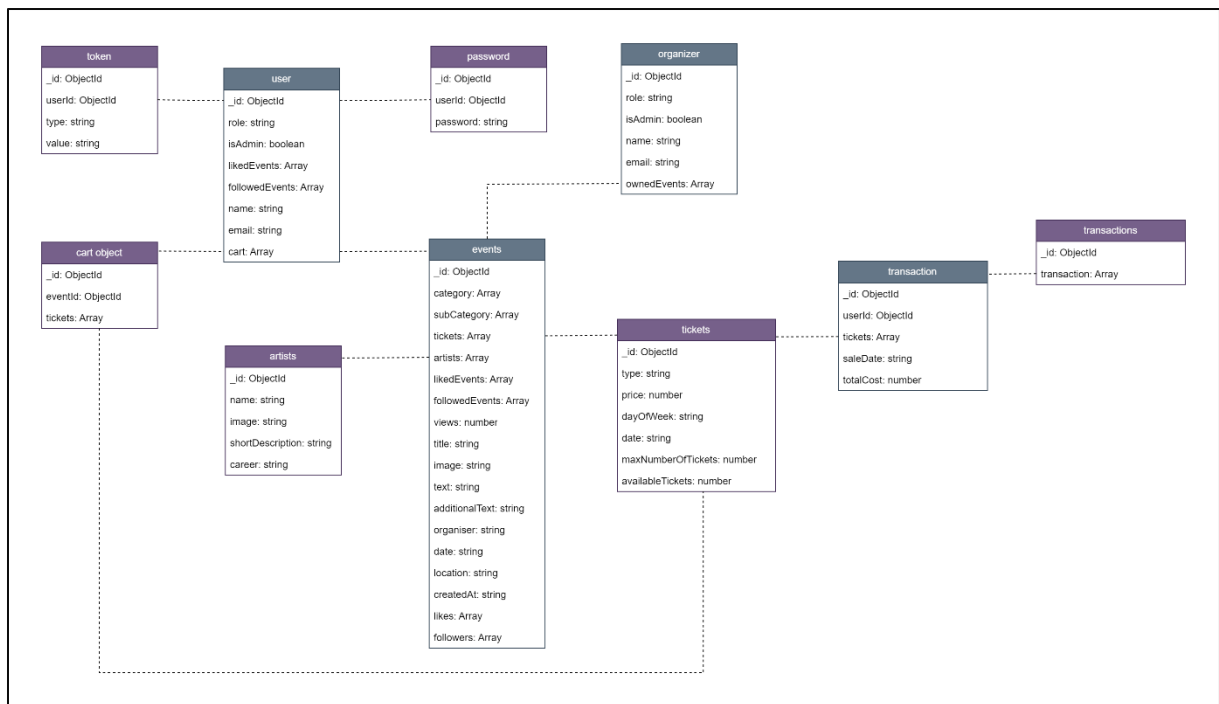 token
_id: ObjectId
userId: ObjectId
type: string
value: string
user
_id: ObjectId
role: string
isAdmin: boolean
likedEvents: Array
followedEvents: Array
name: string
email: string
cart: Array
password
_id: ObjectId
userId: ObjectId
password: string
organizer
_id: ObjectId
role: string
isAdmin: boolean
name: string
email: string
ownedEvents: Array
cart object
_id: ObjectId
eventId: ObjectId
tickets: Array
artists
_id: ObjectId
name: string
image: string
shortDescription: string
career: string
events
_id: ObjectId
category: Array
subCategory: Array
tickets: Array
artists: Array
likedEvents: Array
followedEvents: Array
views: number
title: string
image: string
text: string
additionalText: string
organiser: string
date: string
location: string
createdAt: string
likes: Array
followers: Array
tickets
_id: ObjectId
type: string
price: number
dayOfWeek: string
date: string
maxNumberOfTickets: number
availableTickets: number
transaction
_id: ObjectId
userId: ObjectId
tickets: Array
saleDate: string
totalCost: number
transactions
_id: ObjectId
transaction: Array